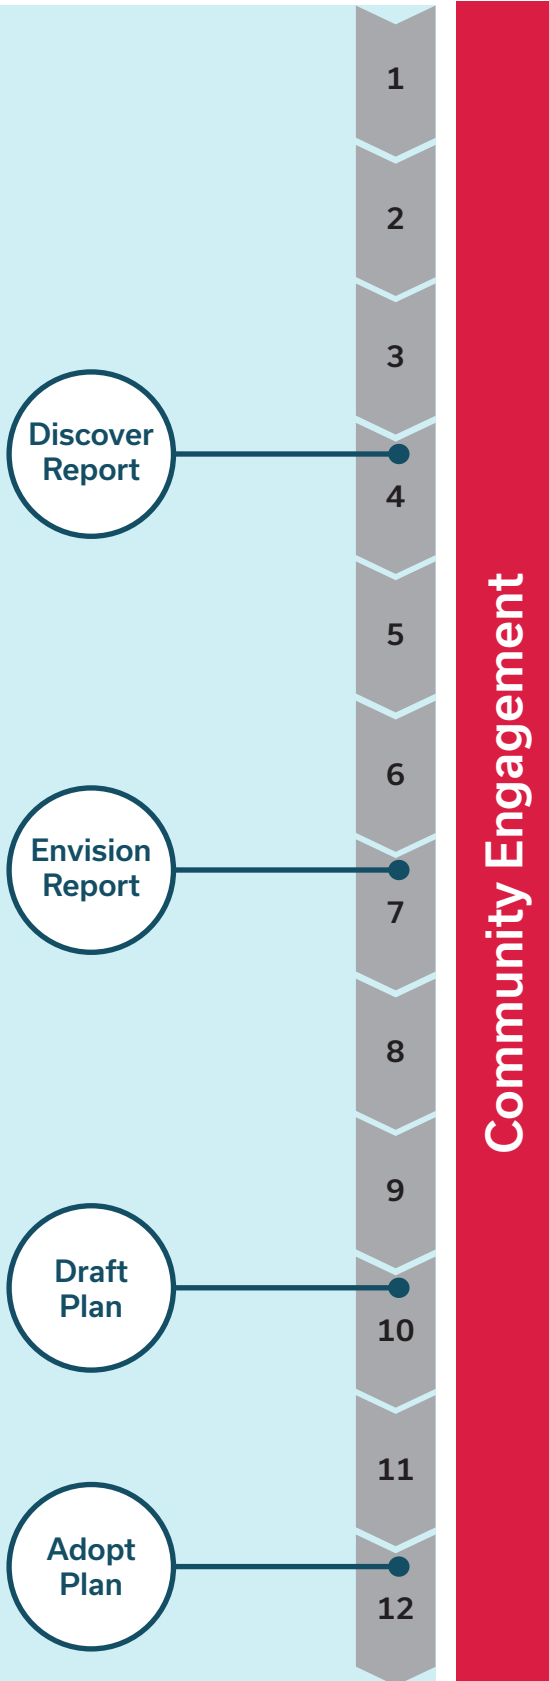 1
2
3
Discover
Report
4
5
6
Envision
Report
7
8
9
Draft
Plan
10
11
Adopt
Plan
12
Community Engagement